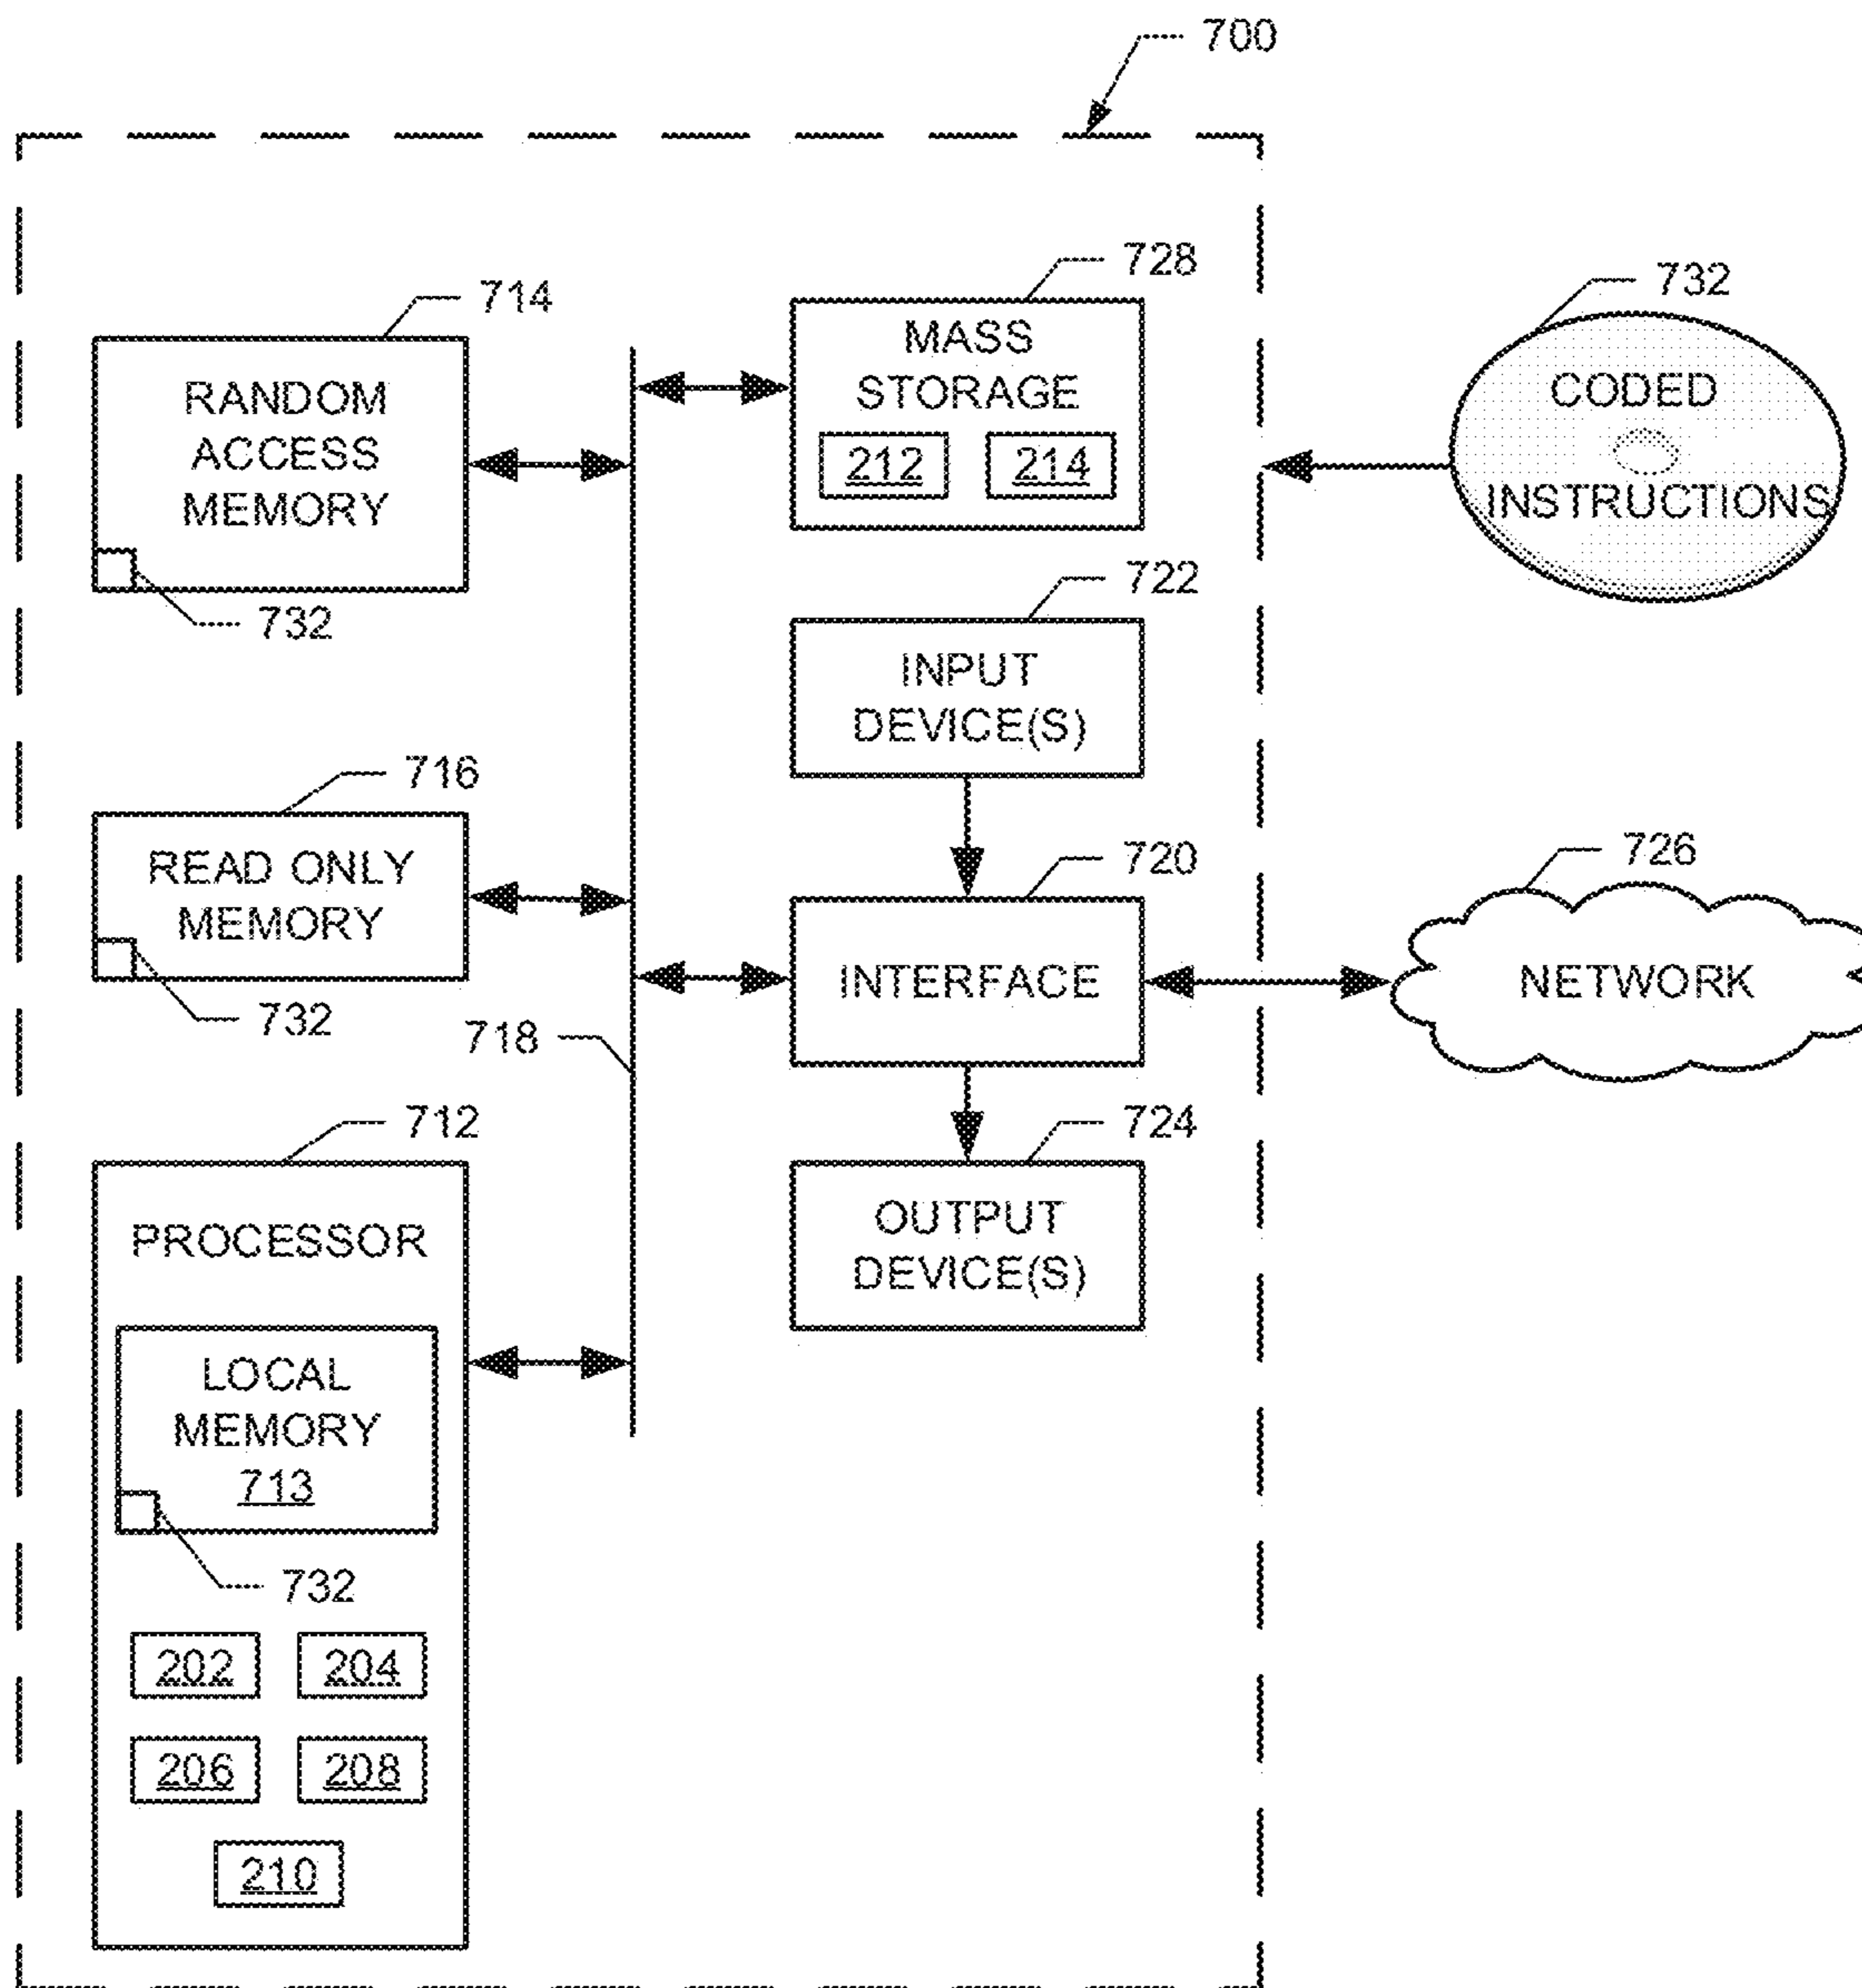 700
714
RANDOM
ACCESS
MEMORY
732
728
MASS
STORAGE
212 214
732
CODED
INSTRUCTIONS
722
INPUT
DEVICE(S)
716
READ ONLY
MEMORY
732
718
720
INTERFACE
726
NETWORK
712
PROCESSOR
LOCAL
MEMORY
713
732
202 204
206 208
210
724
OUTPUT
DEVICE(S)